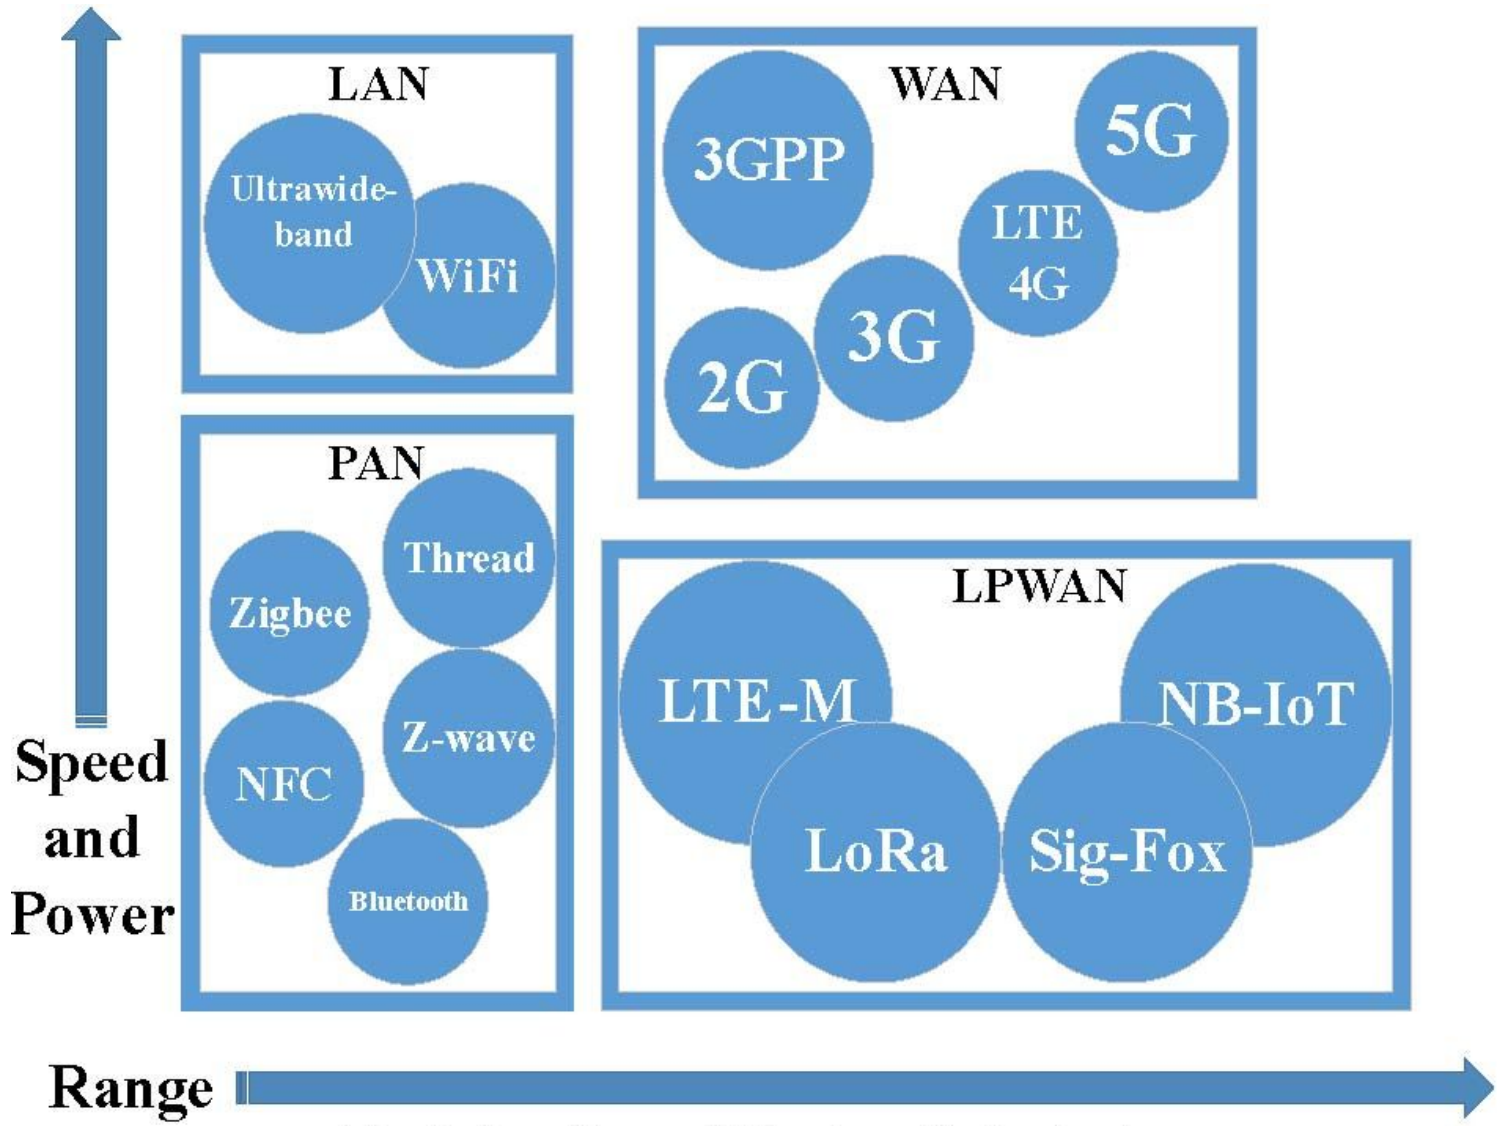 LAN
Ultrawide-
band
WiFi
WAN
3GPP
5G
LTE
4G
3G
2G
PAN
Thread
Zigbee
Z-wave
NFC
Bluetooth
LPWAN
LTE-M
NB-IoT
LoRa
Sig-Fox
Speed
and
Power
Range